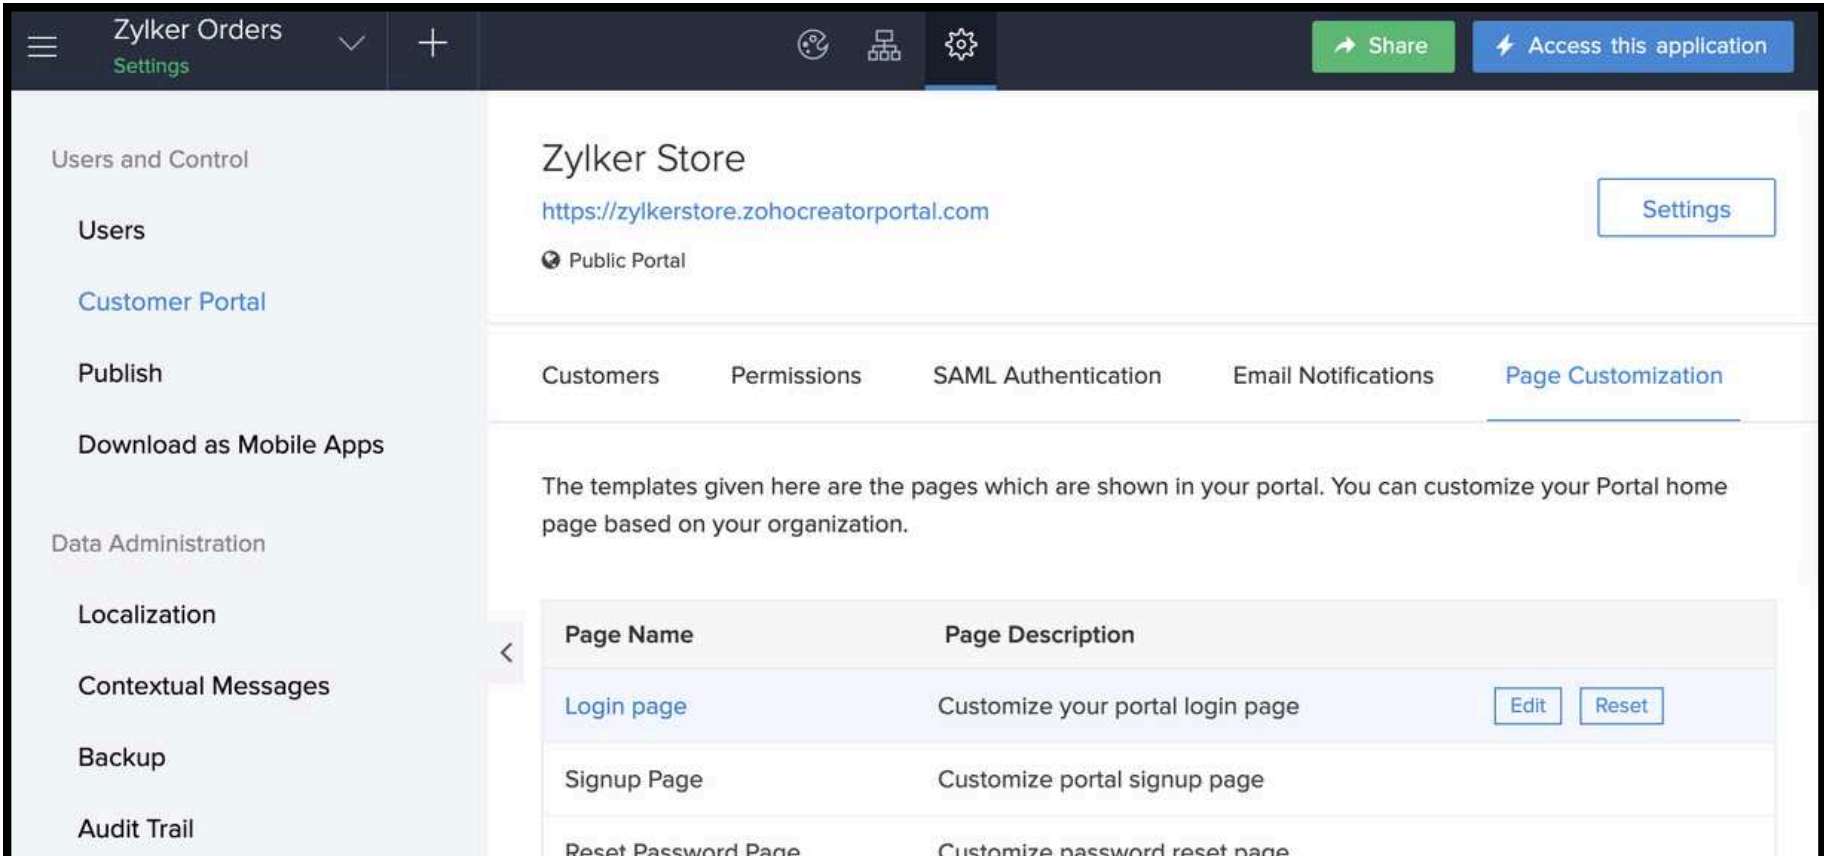 Zylker Orders
Settings
Share
Access this application
Users and Control
Users
Customer Portal
Publish
Download as Mobile Apps
Data Administration
Localization
Contextual Messages
Backup
Audit Trail
Zylker Store
https://zylkerstore.zohocreatorportal.com
Public Portal
Settings
Customers
Permissions
SAML Authentication
Email Notifications
Page Customization
The templates given here are the pages which are shown in your portal. You can customize your Portal home
page based on your organization.
Page Name
Page Description
Login page
Customize your portal login page
Edit
Reset
Signup Page
Customize portal signup page
Reset Password Page
Customize password reset page